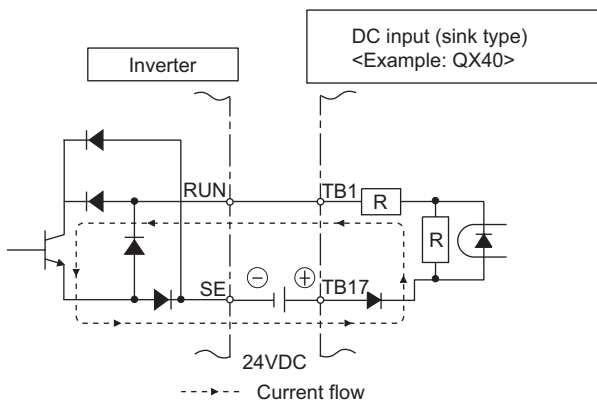 DC input (sink type)
<Example: QX40>
Inverter
RUN
TB1
R
R
SE
− +
TB17
24VDC
Current flow